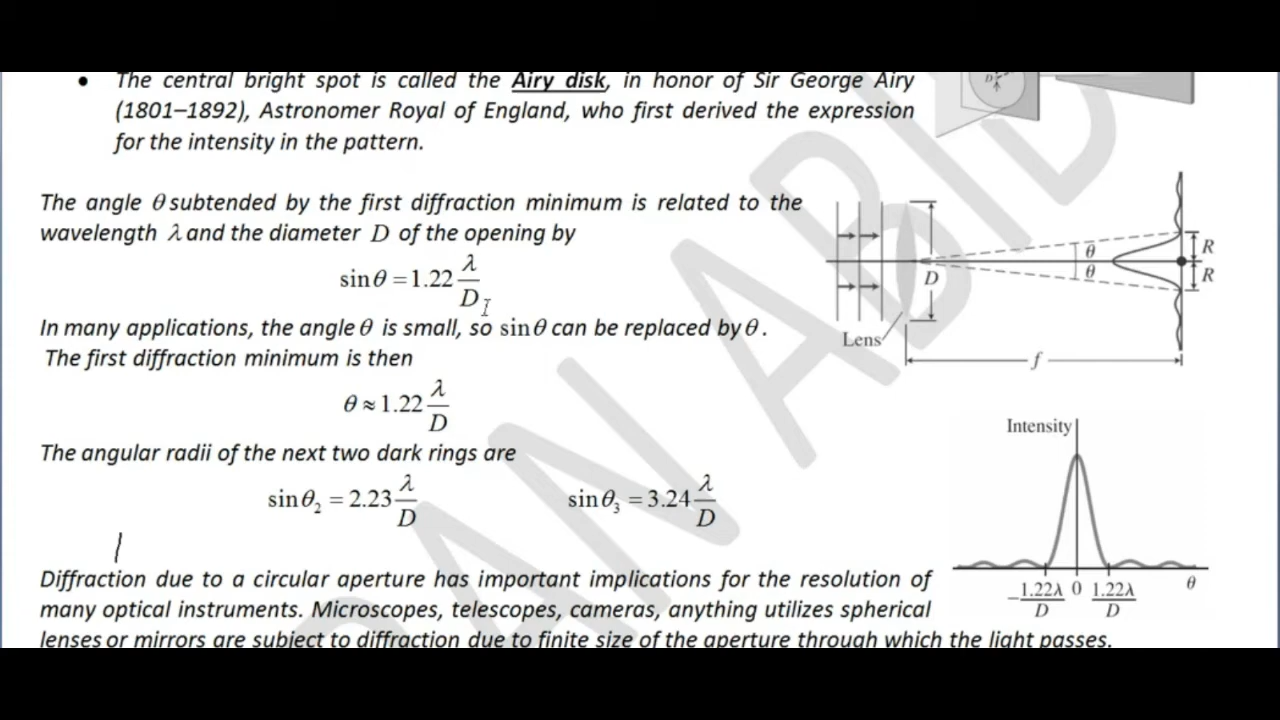 • The central bright spot is called the Airy disk, in honor of Sir George Airy
(1801–1892), Astronomer Royal of England, who first derived the expression
for the intensity in the pattern.
D
The angle θ subtended by the first diffraction minimum is related to the
wavelength λ and the diameter D of the opening by
sinθ = 1.22 λ/D
In many applications, the angle θ is small, so sinθ can be replaced by θ.
The first diffraction minimum is then
θ ≈ 1.22 λ/D
The angular radii of the next two dark rings are
sinθ₂ = 2.23 λ/D sinθ₃ = 3.24 λ/D
Diffraction due to a circular aperture has important implications for the resolution of
many optical instruments. Microscopes, telescopes, cameras, anything utilizes spherical
lenses or mirrors are subject to diffraction due to finite size of the aperture through which the light passes.
θ R
θ R
D
Lens
f
Intensity
−1.22λ/D 0 1.22λ/D θ